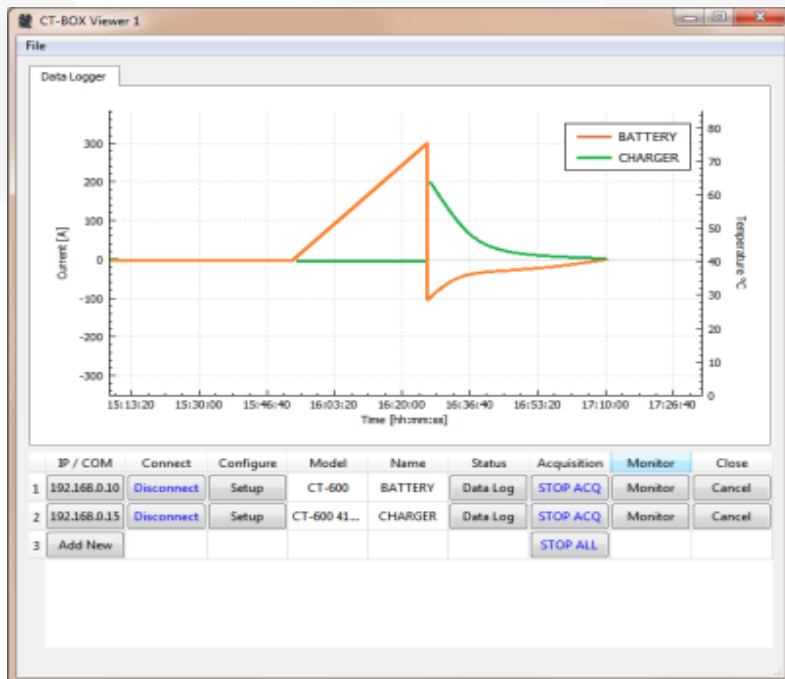 CT-BOX Viewer 1
File
Data Logger
BATTERY
CHARGER
Current [A]
300
200
100
0
-100
-200
-300
Temperature °C
80
70
60
50
40
30
20
10
0
15:13:20 15:30:00 15:46:40 16:03:20 16:20:00 16:36:40 16:53:20 17:10:00 17:26:40
Time [hh:mm:ss]
IP / COM Connect Configure Model Name Status Acquisition Monitor Close
1 192.168.0.10 Disconnect Setup CT-600 BATTERY Data Log STOP ACQ Monitor Cancel
2 192.168.0.15 Disconnect Setup CT-600 41... CHARGER Data Log STOP ACQ Monitor Cancel
3 Add New STOP ALL